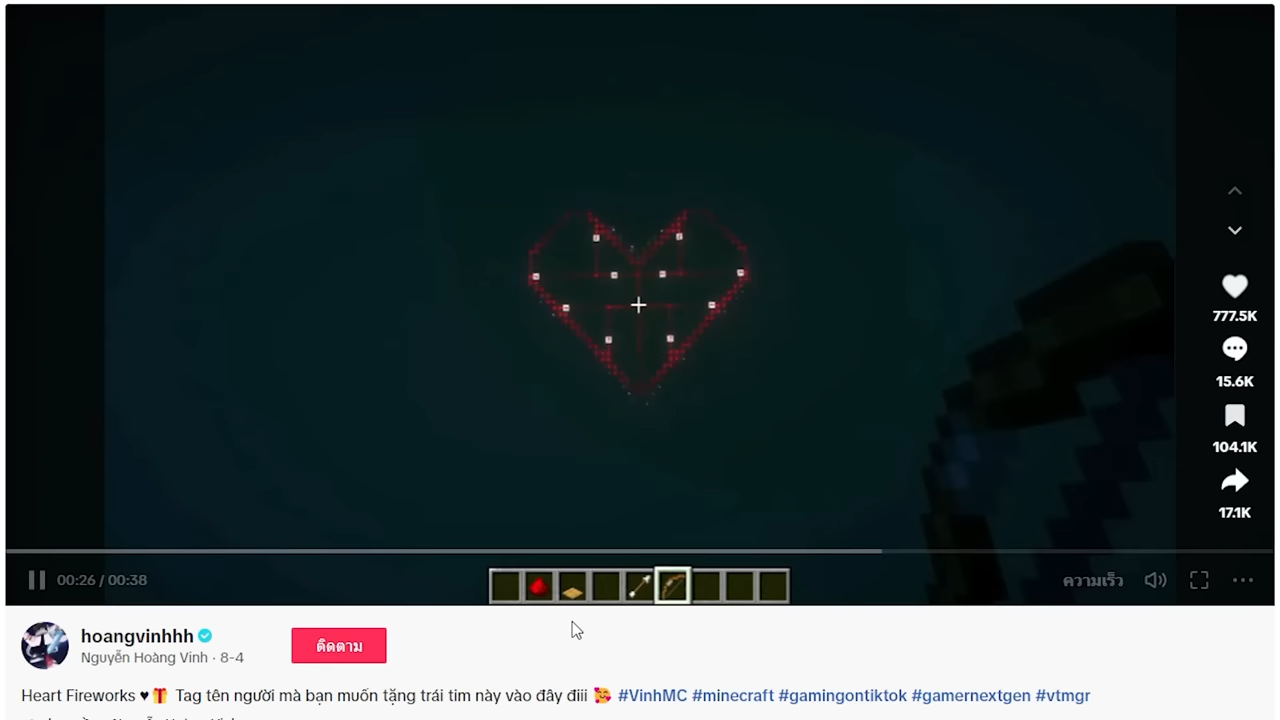 777.5K
15.6K
104.1K
17.1K
00:26 / 00:38
ความเร็ว
hoangvinhhh
ติดตาม
Nguyễn Hoàng Vinh · 8-4
Heart Fireworks ♥🎁 Tag tên người mà bạn muốn tặng trái tim này vào đây điii 🥰 #VinhMC #minecraft #gamingontiktok #gamernextgen #vtmgr